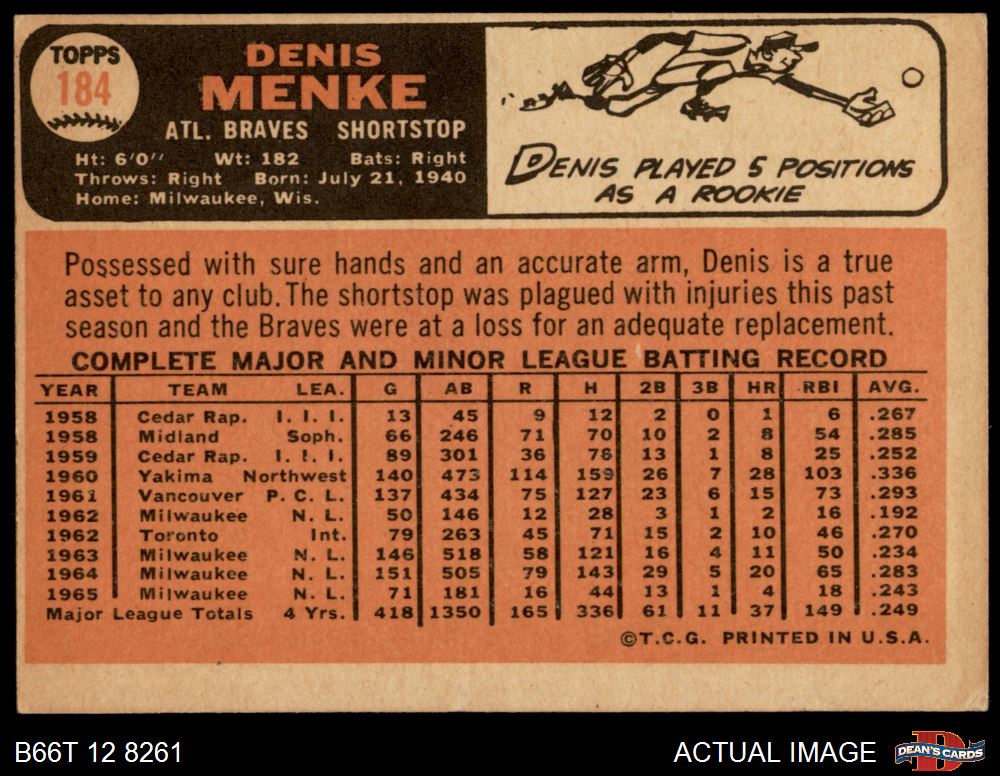 TOPPS
184
DENIS
MENKE
ATL. BRAVES SHORTSTOP
Ht: 6'0" Wt: 182 Bats: Right
Throws: Right Born: July 21, 1940
Home: Milwaukee, Wis.
DENIS PLAYED 5 POSITIONS
AS A ROOKIE
Possessed with sure hands and an accurate arm, Denis is a true
asset to any club. The shortstop was plagued with injuries this past
season and the Braves were at a loss for an adequate replacement.
COMPLETE MAJOR AND MINOR LEAGUE BATTING RECORD
YEAR TEAM LEA. G AB R H 2B 3B HR RBI AVG.
1958 Cedar Rap. I. I. I. 13 45 9 12 2 0 1 6 .267
1958 Midland Soph. 66 246 71 70 10 2 8 54 .285
1959 Cedar Rap. I. I. I. 89 301 36 76 13 1 8 25 .252
1960 Yakima Northwest 140 473 114 159 26 7 28 103 .336
1961 Vancouver P. C. L. 137 434 75 127 23 6 15 73 .293
1962 Milwaukee N. L. 50 146 12 28 3 1 2 16 .192
1962 Toronto Int. 79 263 45 71 15 2 10 46 .270
1963 Milwaukee N. L. 146 518 58 121 16 4 11 50 .234
1964 Milwaukee N. L. 151 505 79 143 29 5 20 65 .283
1965 Milwaukee N. L. 71 181 16 44 13 1 4 18 .243
Major League Totals 4 Yrs. 418 1350 165 336 61 11 37 149 .249
©T.C.G. PRINTED IN U.S.A.
B66T 12 8261
ACTUAL IMAGE
D
DEAN'S CARDS